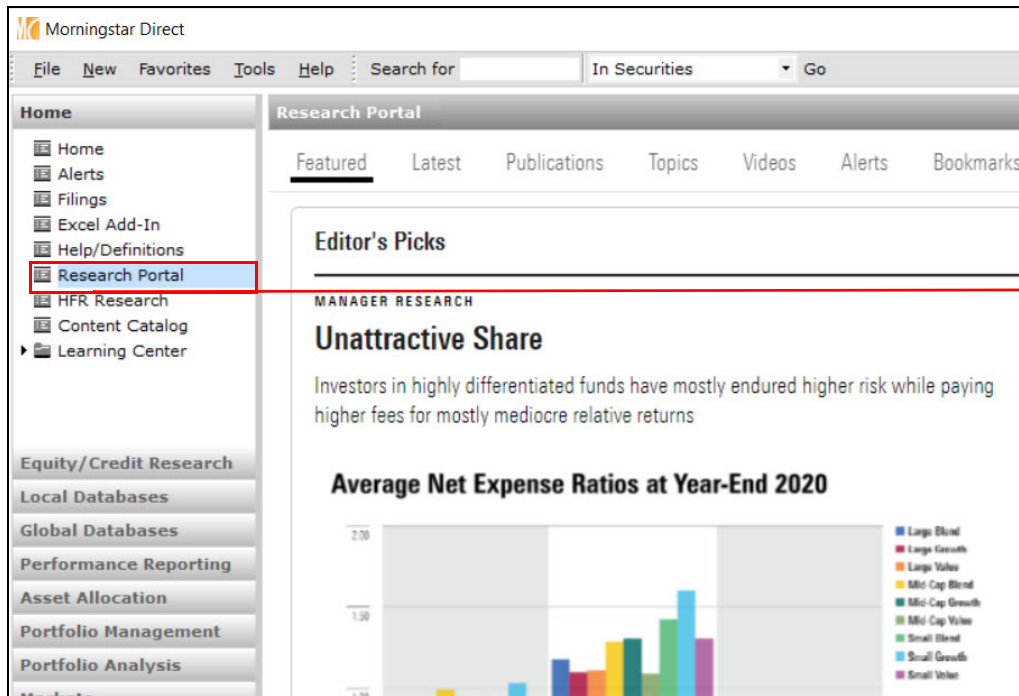 Morningstar Direct
File New Favorites Tools Help Search for In Securities Go
Home
Home
Alerts
Filings
Excel Add-In
Help/Definitions
Research Portal
HFR Research
Content Catalog
Learning Center
Equity/Credit Research
Local Databases
Global Databases
Performance Reporting
Asset Allocation
Portfolio Management
Portfolio Analysis
Research Portal
Featured Latest Publications Topics Videos Alerts Bookmarks
Editor's Picks
MANAGER RESEARCH
Unattractive Share
Investors in highly differentiated funds have mostly endured higher risk while paying
higher fees for mostly mediocre relative returns
Average Net Expense Ratios at Year-End 2020
2.00
1.50
Large Blend
Large Growth
Large Value
Mid-Cap Blend
Mid-Cap Growth
Mid-Cap Value
Small Blend
Small Growth
Small Value